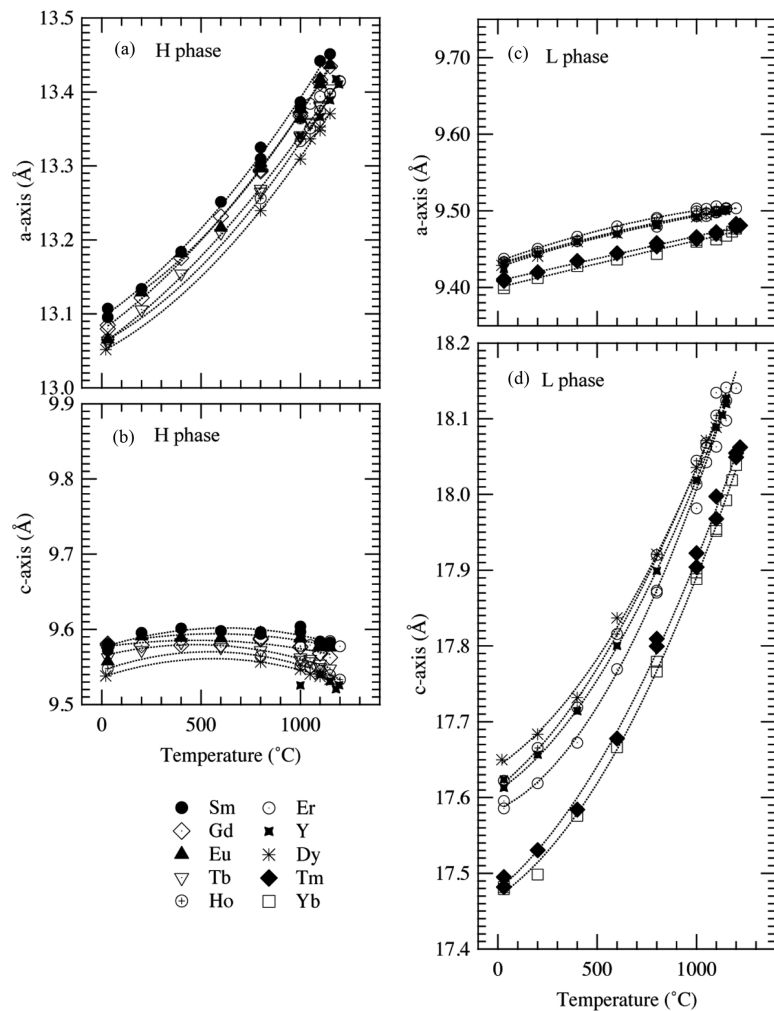 (a) H phase
13.5
13.4
13.3
13.2
13.1
13.0
a-axis (Å)
(b) H phase
9.9
9.8
9.7
9.6
9.5
c-axis (Å)
0 500 1000
Temperature (˚C)
Sm Er
Gd Y
Eu Dy
Tb Tm
Ho Yb
(c) L phase
9.70
9.60
9.50
9.40
a-axis (Å)
(d) L phase
18.2
18.1
18.0
17.9
17.8
17.7
17.6
17.5
17.4
c-axis (Å)
0 500 1000
Temperature (˚C)